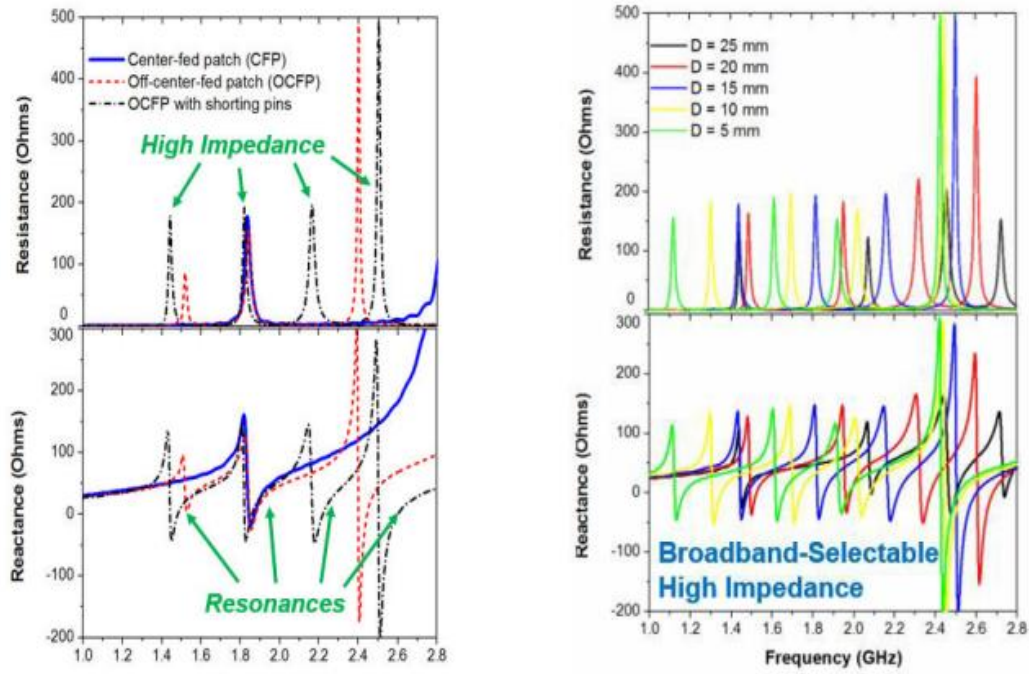 500
400
300
200
100
0
Resistance (Ohms)
Center-fed patch (CFP)
Off-center-fed patch (OCFP)
OCFP with shorting pins
High Impedance
300
200
100
0
-100
-200
Reactance (Ohms)
Resonances
1.0 1.2 1.4 1.6 1.8 2.0 2.2 2.4 2.6 2.8
500
400
300
200
100
0
Resistance (Ohms)
D = 25 mm
D = 20 mm
D = 15 mm
D = 10 mm
D = 5 mm
300
200
100
0
-100
-200
Reactance (Ohms)
Broadband-Selectable
High Impedance
1.0 1.2 1.4 1.6 1.8 2.0 2.2 2.4 2.6 2.8
Frequency (GHz)